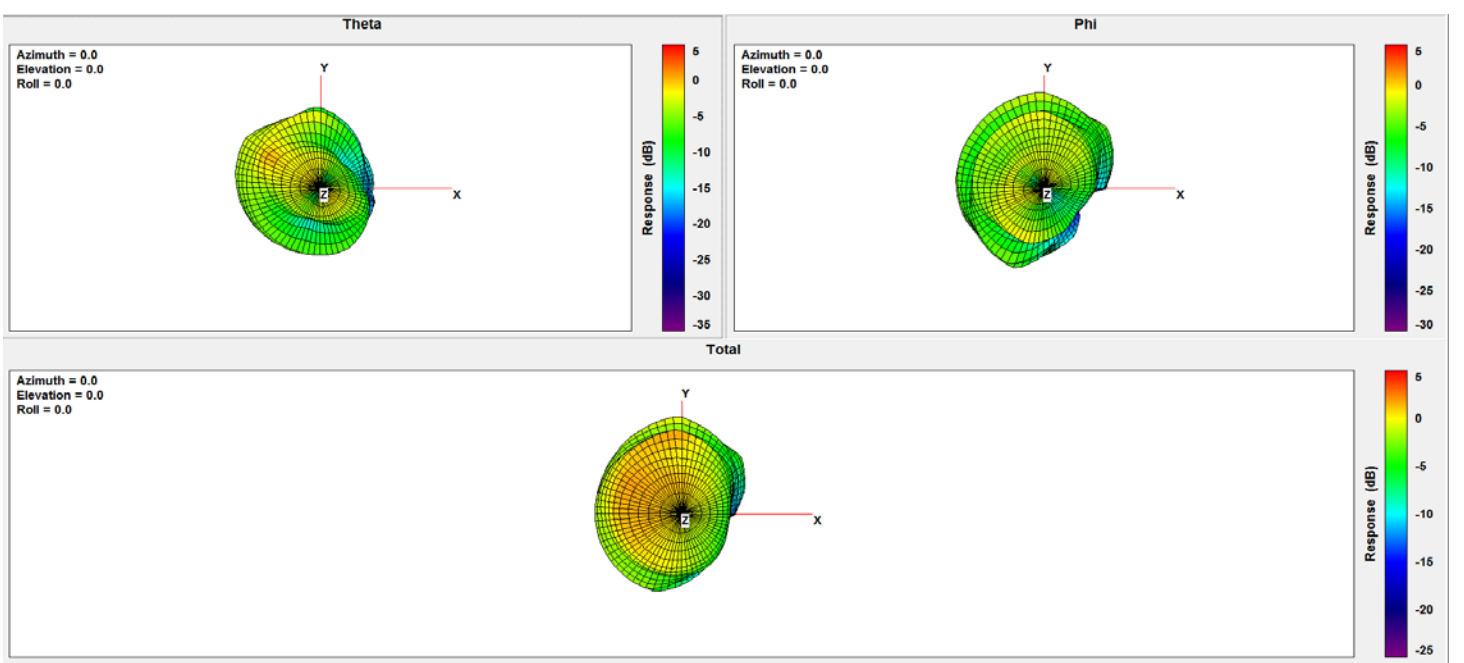 Theta
Azimuth = 0.0
Elevation = 0.0
Roll = 0.0
Y
X
Z
5
0
-5
-10
-15
-20
-25
-30
-35
Response (dB)
Phi
Azimuth = 0.0
Elevation = 0.0
Roll = 0.0
Y
X
Z
5
0
-5
-10
-15
-20
-25
-30
Response (dB)
Total
Azimuth = 0.0
Elevation = 0.0
Roll = 0.0
Y
X
Z
5
0
-5
-10
-15
-20
-25
Response (dB)